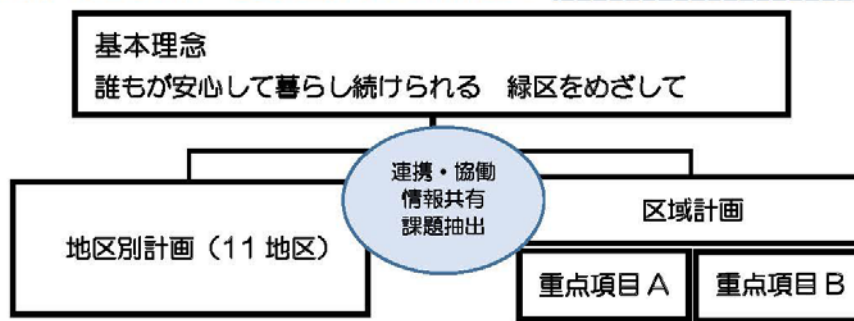 基本理念
誰もが安心して暮らし続けられる　緑区をめざして
連携・協働
情報共有
課題抽出
地区別計画（11 地区）
区域計画
重点項目 A
重点項目 B